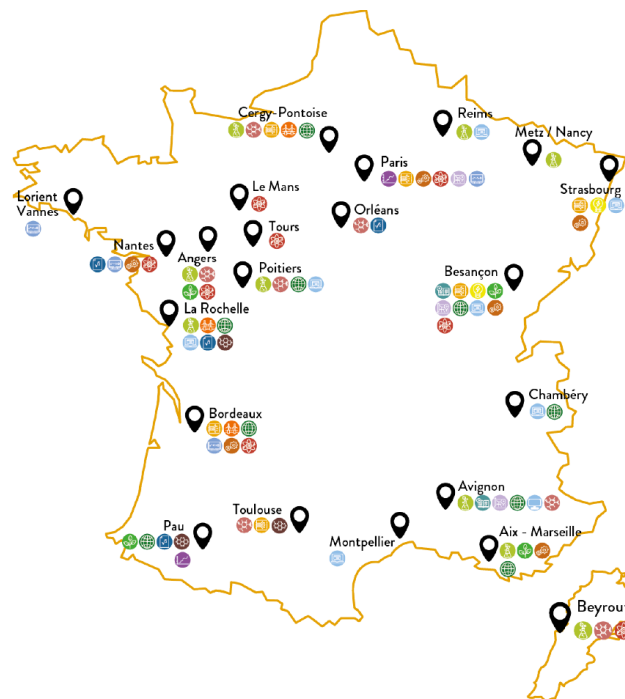 Cergy-Pontoise
Reims
Metz / Nancy
Paris
Strasbourg
Le Mans
Lorient
Vannes
Orléans
Tours
Nantes
Angers
Poitiers
Besançon
La Rochelle
Chambéry
Bordeaux
Avignon
Toulouse
Pau
Montpellier
Aix - Marseille
Beyrou